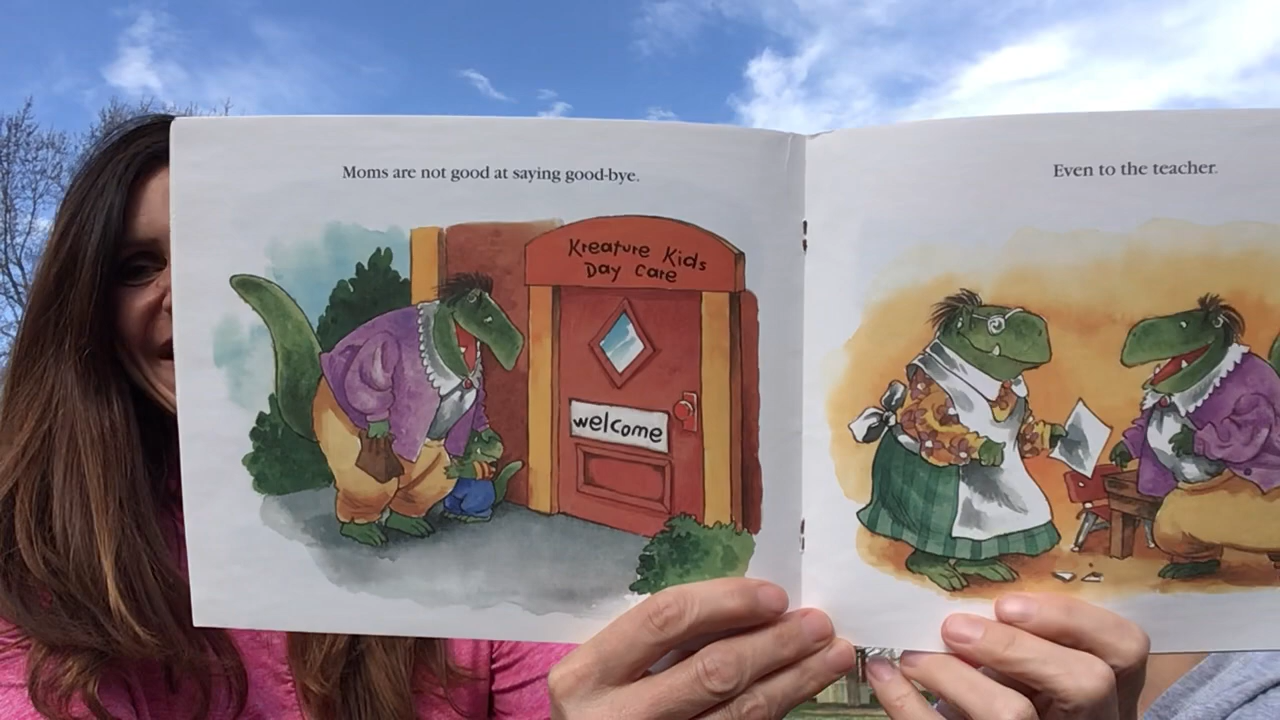 Moms are not good at saying good-bye.
Kreature Kids
Day Care
welcome
Even to the teacher.